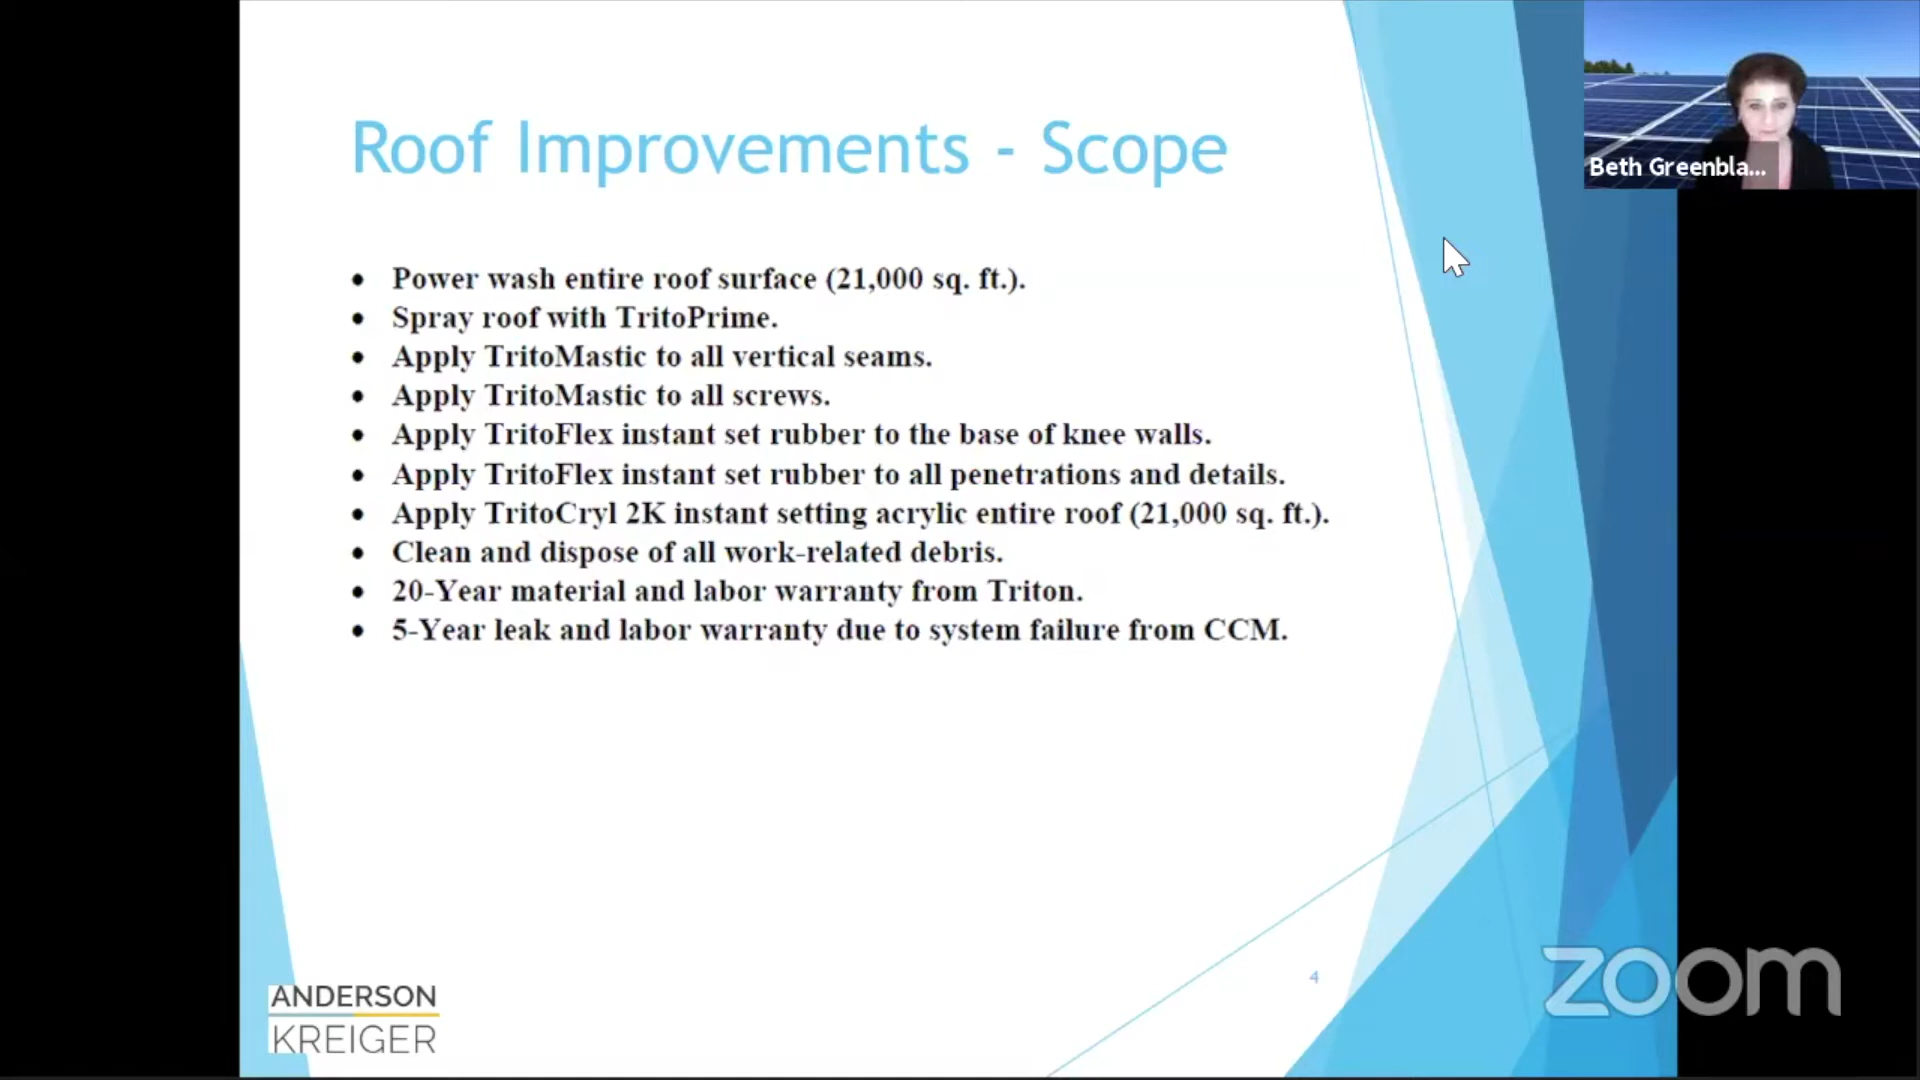 Roof Improvements - Scope
Beth Greenbla...
• Power wash entire roof surface (21,000 sq. ft.).
• Spray roof with TritoPrime.
• Apply TritoMastic to all vertical seams.
• Apply TritoMastic to all screws.
• Apply TritoFlex instant set rubber to the base of knee walls.
• Apply TritoFlex instant set rubber to all penetrations and details.
• Apply TritoCryl 2K instant setting acrylic entire roof (21,000 sq. ft.).
• Clean and dispose of all work-related debris.
• 20-Year material and labor warranty from Triton.
• 5-Year leak and labor warranty due to system failure from CCM.
4
ANDERSON
KREIGER
zoom